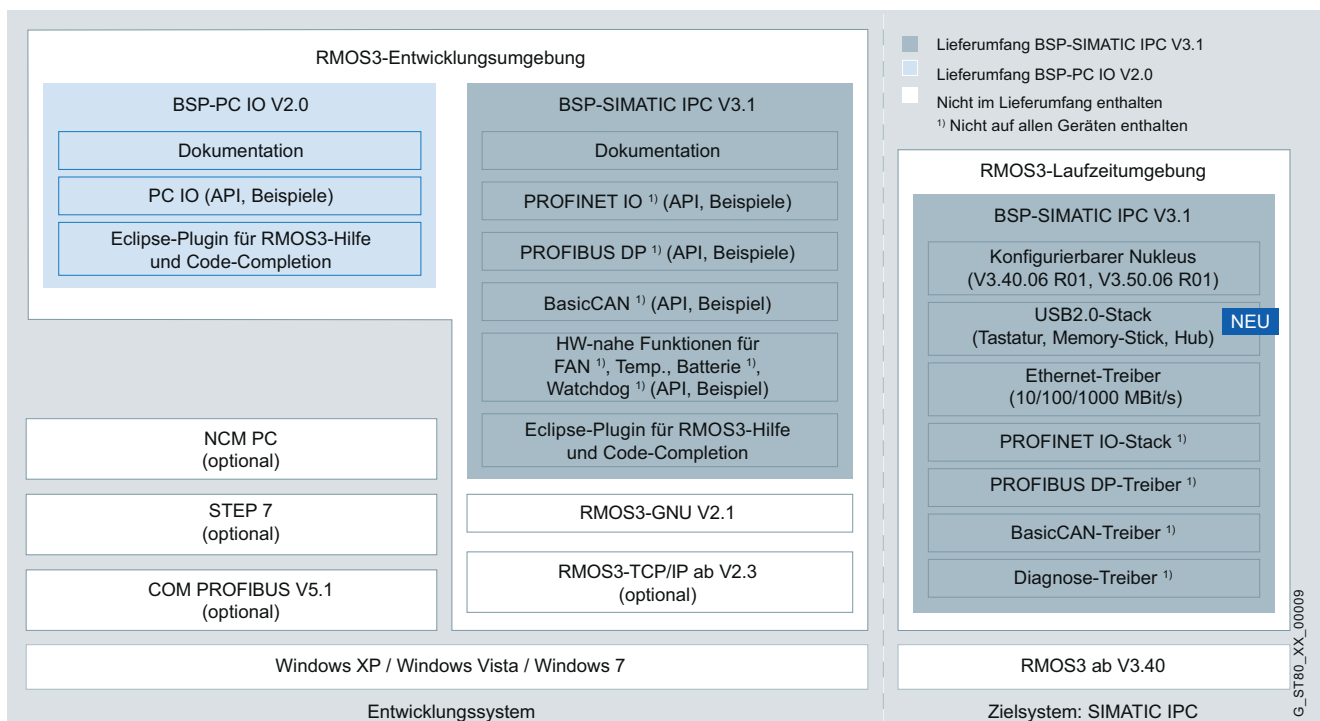 RMOS3-Entwicklungsumgebung
BSP-PC IO V2.0
Dokumentation
PC IO (API, Beispiele)
Eclipse-Plugin für RMOS3-Hilfe
und Code-Completion
BSP-SIMATIC IPC V3.1
Dokumentation
PROFINET IO 1) (API, Beispiele)
PROFIBUS DP 1) (API, Beispiele)
BasicCAN 1) (API, Beispiel)
HW-nahe Funktionen für
FAN 1), Temp., Batterie 1),
Watchdog 1) (API, Beispiel)
Eclipse-Plugin für RMOS3-Hilfe
und Code-Completion
NCM PC
(optional)
STEP 7
(optional)
COM PROFIBUS V5.1
(optional)
RMOS3-GNU V2.1
RMOS3-TCP/IP ab V2.3
(optional)
Windows XP / Windows Vista / Windows 7
Entwicklungssystem
Lieferumfang BSP-SIMATIC IPC V3.1
Lieferumfang BSP-PC IO V2.0
Nicht im Lieferumfang enthalten
1) Nicht auf allen Geräten enthalten
RMOS3-Laufzeitumgebung
BSP-SIMATIC IPC V3.1
Konfigurierbarer Nukleus
(V3.40.06 R01, V3.50.06 R01)
USB2.0-Stack
(Tastatur, Memory-Stick, Hub)
NEU
Ethernet-Treiber
(10/100/1000 MBit/s)
PROFINET IO-Stack 1)
PROFIBUS DP-Treiber 1)
BasicCAN-Treiber 1)
Diagnose-Treiber 1)
RMOS3 ab V3.40
Zielsystem: SIMATIC IPC
G_ST80_XX_00009